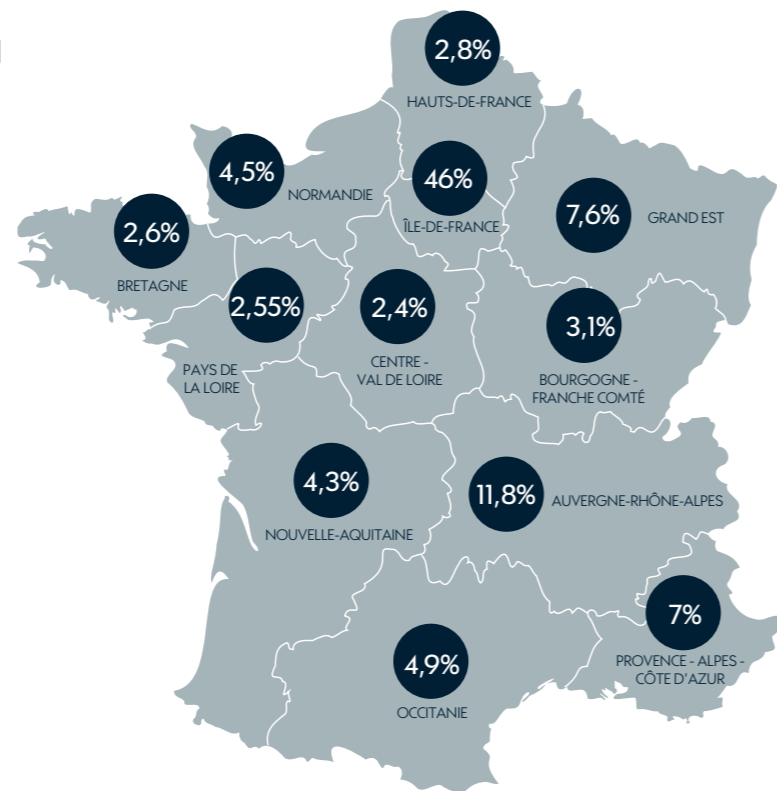 2,8%
HAUTS-DE-FRANCE
4,5%
NORMANDIE
46%
ÎLE-DE-FRANCE
7,6%
GRAND EST
2,6%
BRETAGNE
2,55%
PAYS DE
LA LOIRE
2,4%
CENTRE -
VAL DE LOIRE
3,1%
BOURGOGNE -
FRANCHE COMTÉ
4,3%
NOUVELLE-AQUITAINE
11,8%
AUVERGNE-RHÔNE-ALPES
7%
PROVENCE - ALPES -
CÔTE D'AZUR
4,9%
OCCITANIE